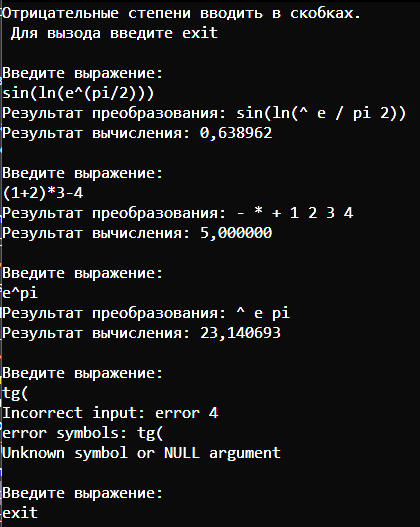 Отрицательные степени вводить в скобках.
Для вызода введите exit
Введите выражение:
sin(ln(e^(pi/2)))
Результат преобразования: sin(ln(^ e / pi 2))
Результат вычисления: 0,638962
Введите выражение:
(1+2)*3-4
Результат преобразования: - * + 1 2 3 4
Результат вычисления: 5,000000
Введите выражение:
e^pi
Результат преобразования: ^ e pi
Результат вычисления: 23,140693
Введите выражение:
tg(
Incorrect input: error 4
error symbols: tg(
Unknown symbol or NULL argument
Введите выражение:
exit